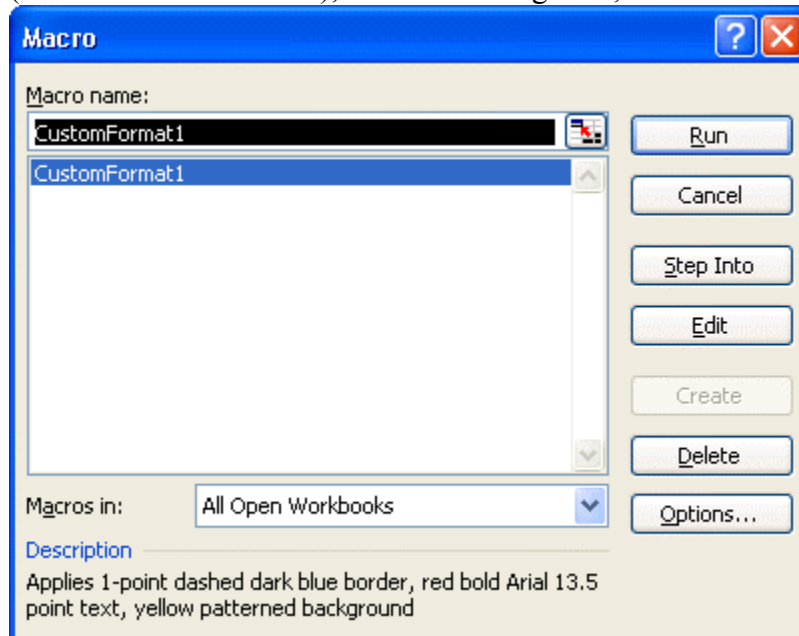 Macro
Macro name:
CustomFormat1
CustomFormat1
Run
Cancel
Step Into
Edit
Create
Delete
Options...
Macros in: All Open Workbooks
Description
Applies 1-point dashed dark blue border, red bold Arial 13.5
point text, yellow patterned background